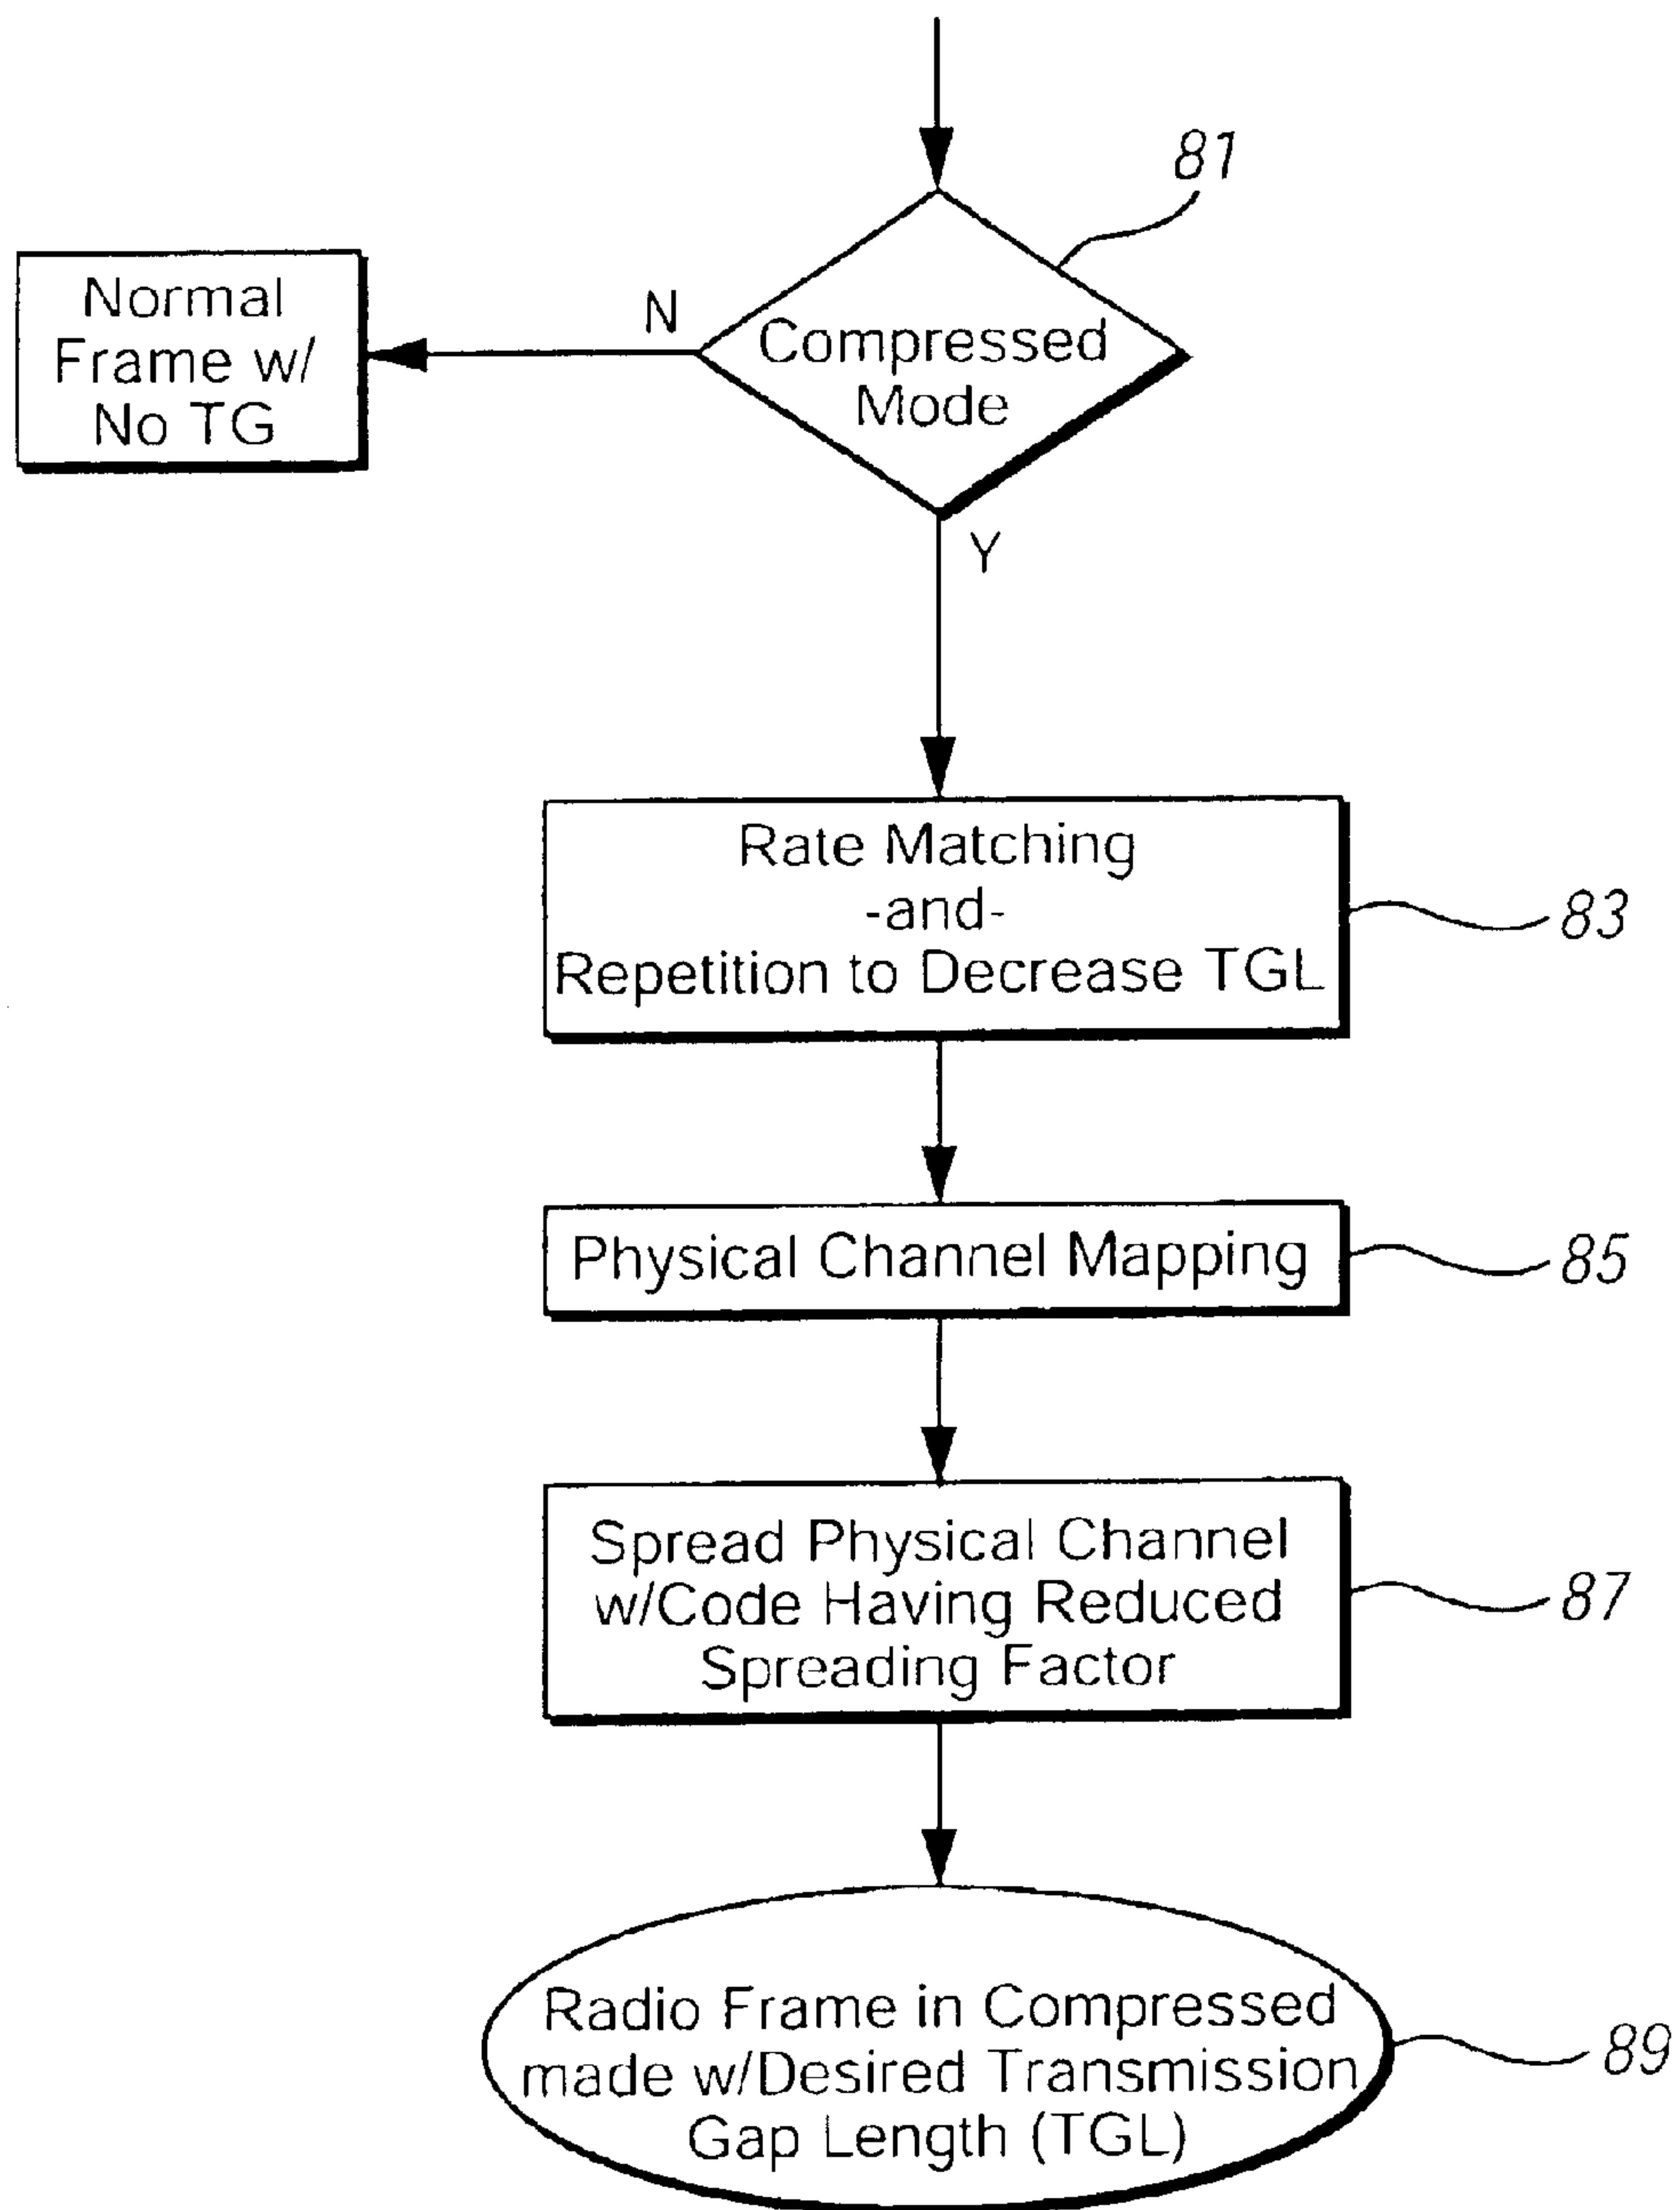 81
Normal
Frame w/
No TG
N
Compressed
Mode
Y
Rate Matching
-and-
Repetition to Decrease TGL
83
Physical Channel Mapping
85
Spread Physical Channel
w/Code Having Reduced
Spreading Factor
87
Radio Frame in Compressed
made w/Desired Transmission
Gap Length (TGL)
89